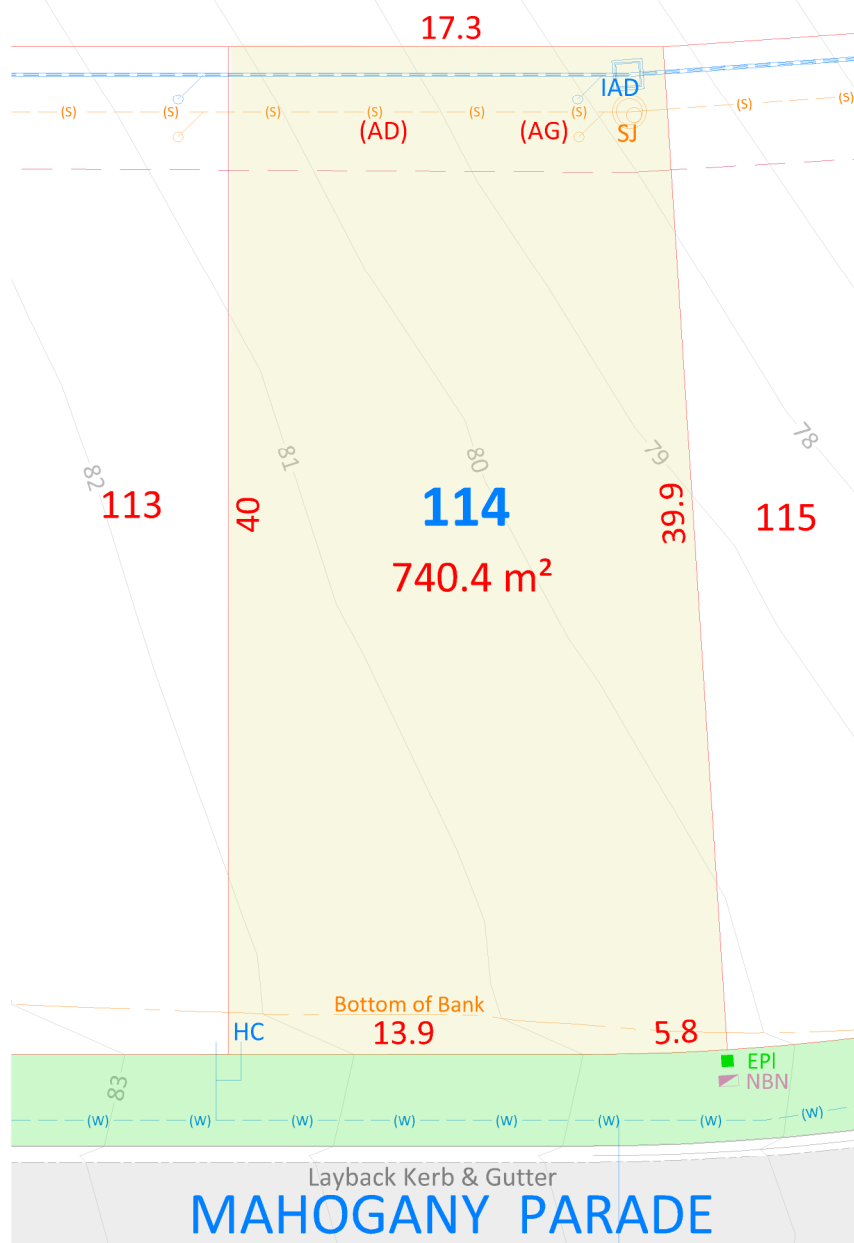 17.3
IAD
(S) (S) (S) (S) (S) (S) (S) (S)
(AD) (AG) SJ
78
81 80 79
82
113 40 114 39.9 115
740.4 m²
Bottom of Bank
HC 13.9 5.8
EPl
83 NBN
(W) (W) (W) (W) (W) (W) (W) (W)
Layback Kerb & Gutter
MAHOGANY PARADE